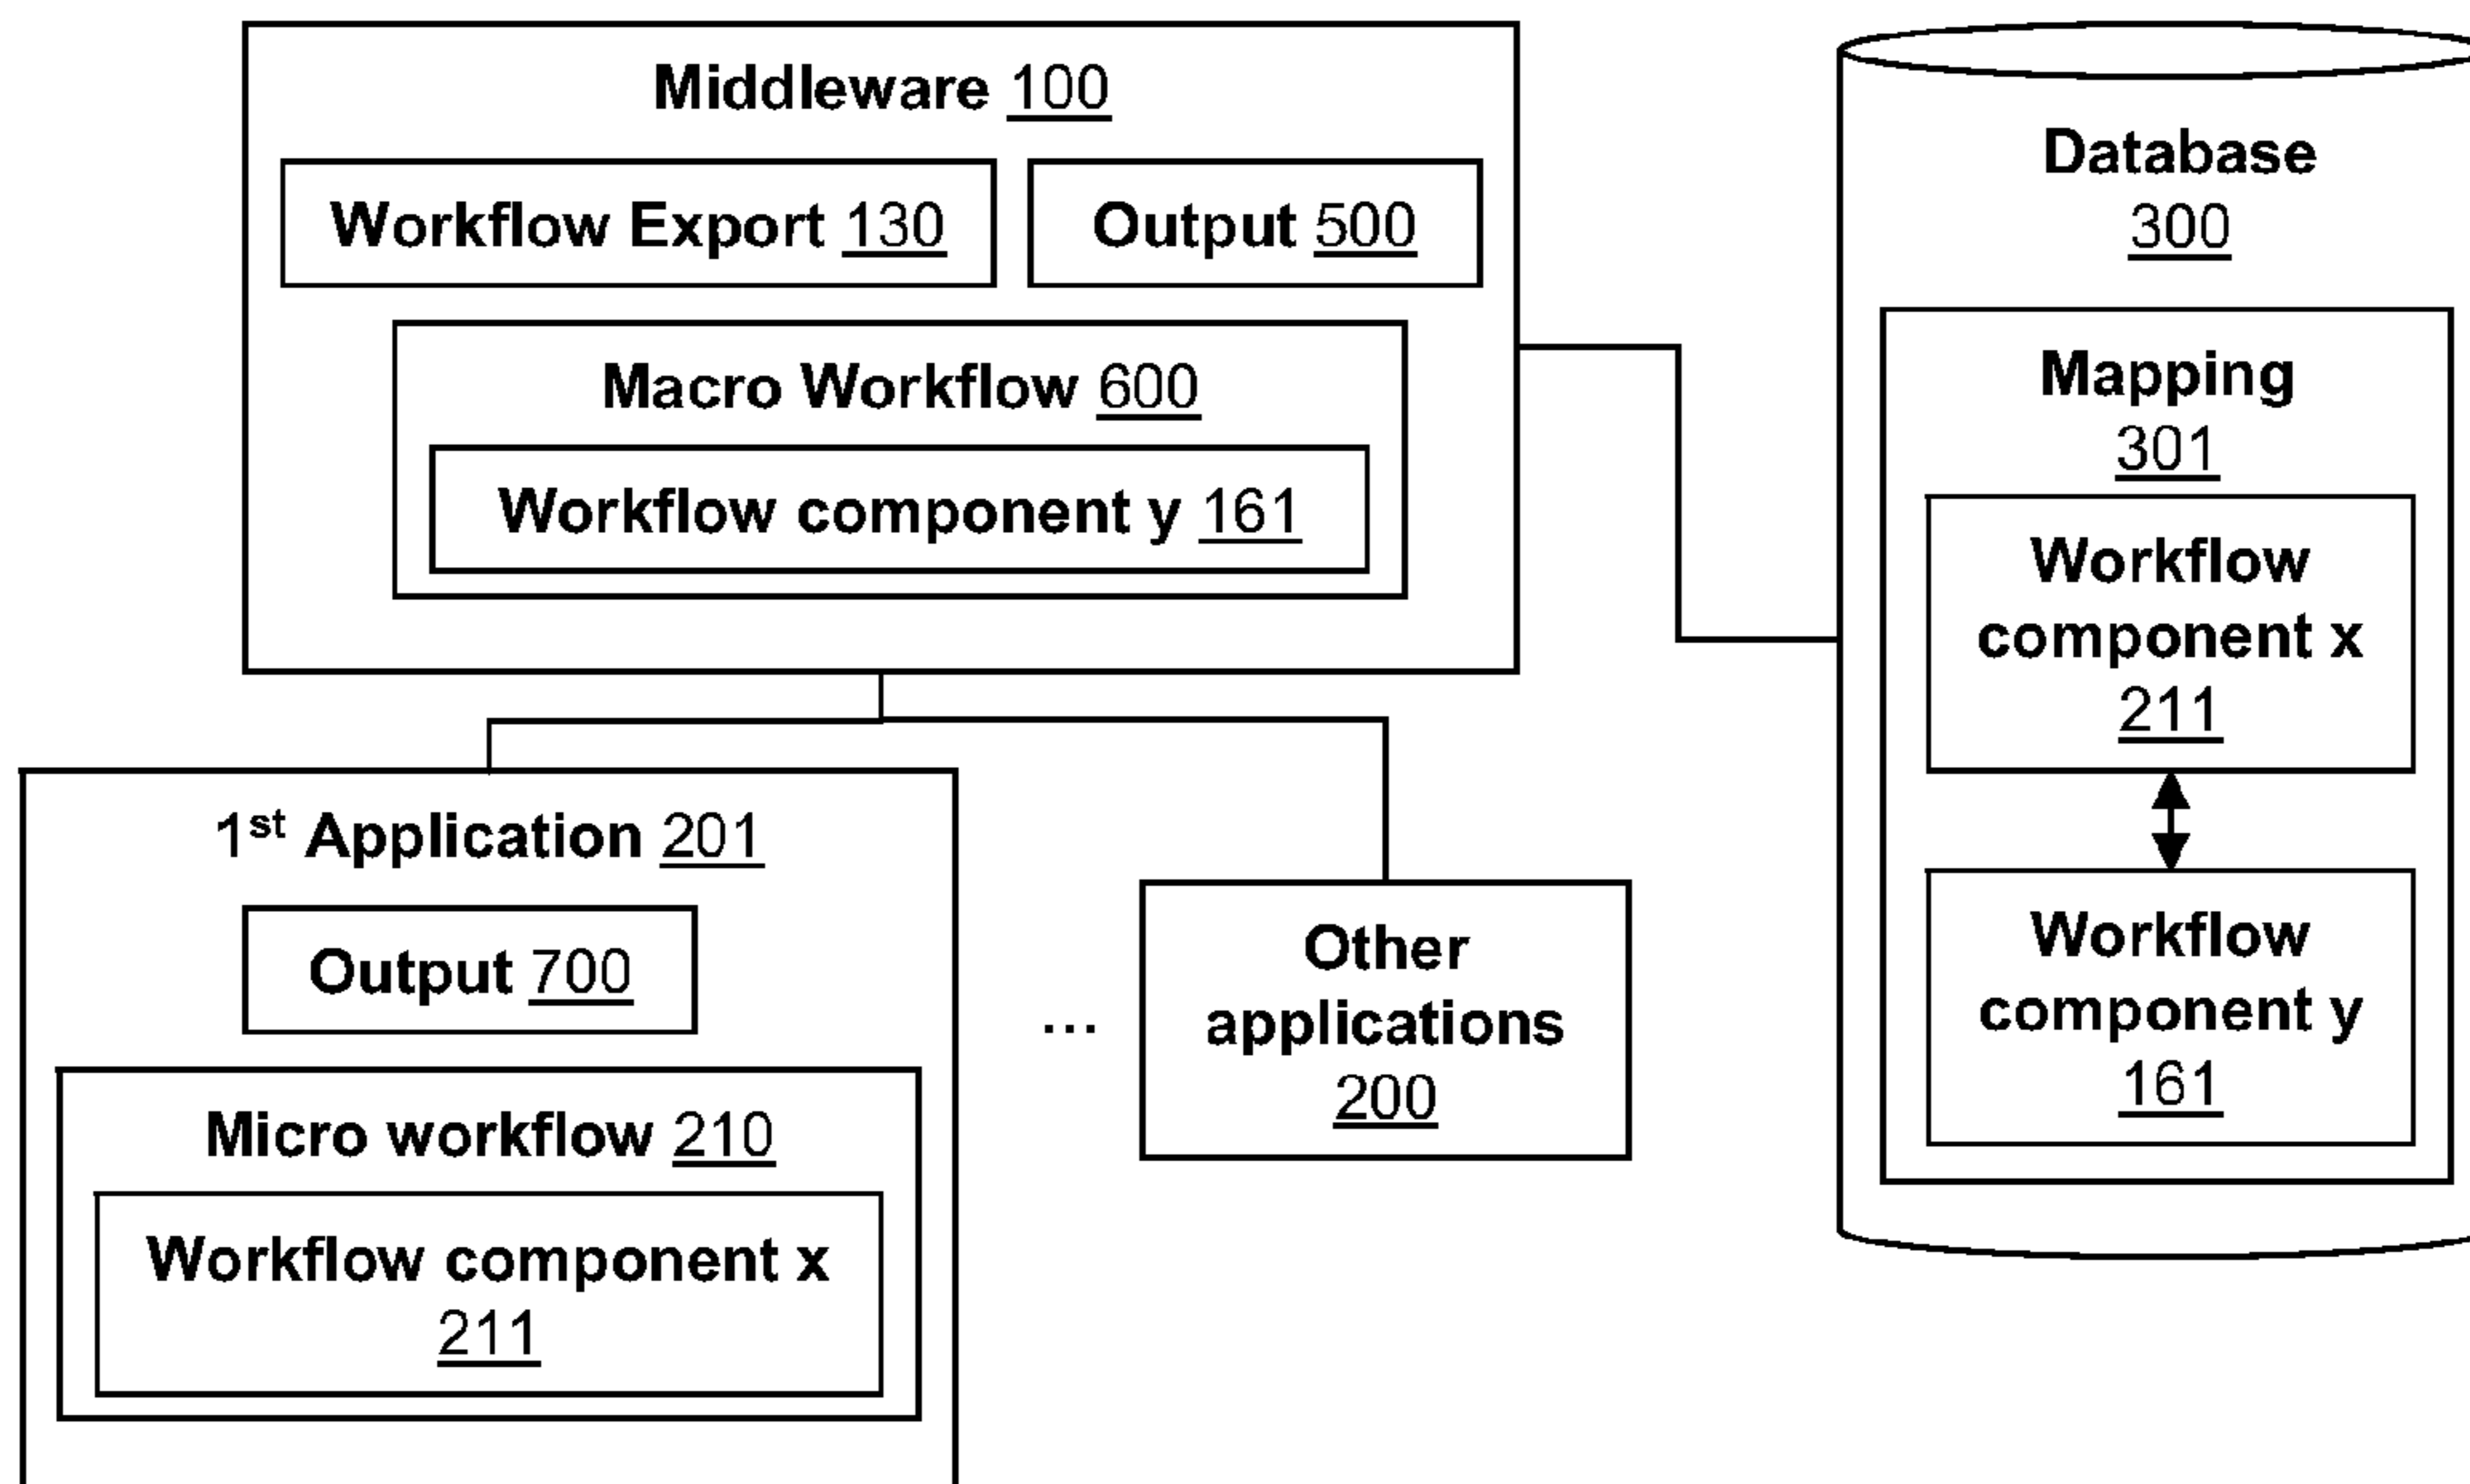 Middleware 100
Workflow Export 130
Output 500
Macro Workflow 600
Workflow component y 161
Database
300
Mapping
301
Workflow
component x
211
Workflow
component y
161
1st Application 201
Output 700
Micro workflow 210
Workflow component x
211
...
Other
applications
200